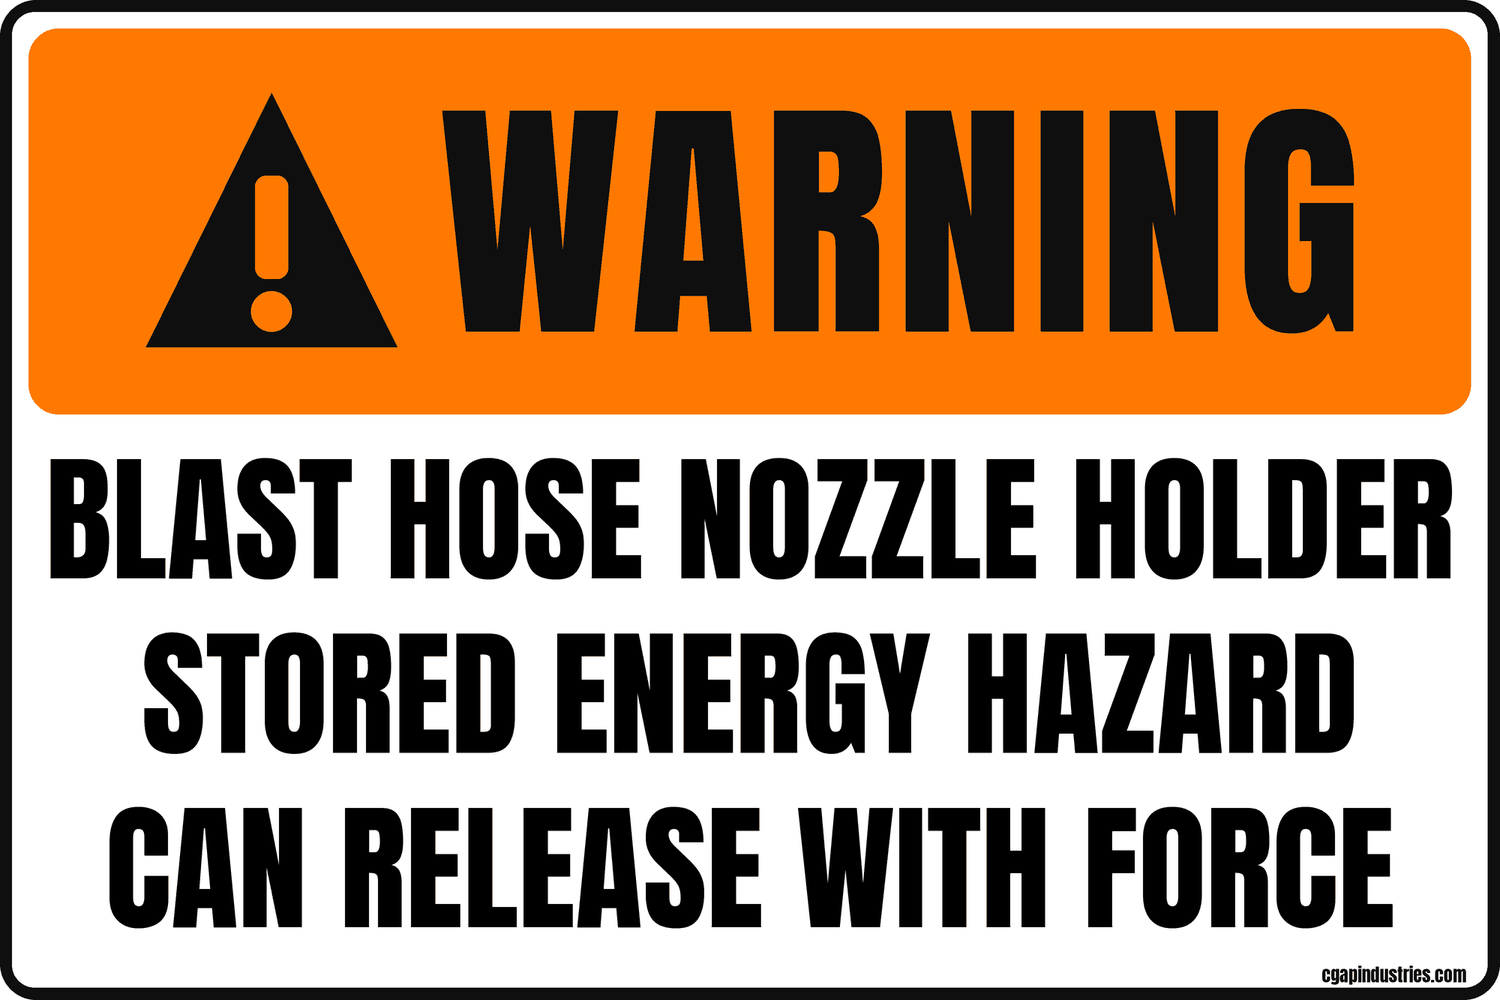 WARNING
BLAST HOSE NOZZLE HOLDER
STORED ENERGY HAZARD
CAN RELEASE WITH FORCE
cgapindustries.com